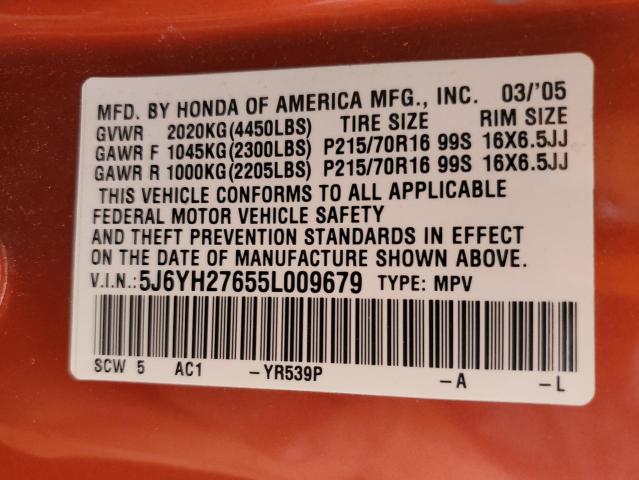 MFD. BY HONDA OF AMERICA MFG., INC. 03/'05
GVWR 2020KG(4450LBS) TIRE SIZE RIM SIZE
GAWR F 1045KG(2300LBS) P215/70R16 99S 16X6.5JJ
GAWR R 1000KG(2205LBS) P215/70R16 99S 16X6.5JJ
THIS VEHICLE CONFORMS TO ALL APPLICABLE
FEDERAL MOTOR VEHICLE SAFETY
AND THEFT PREVENTION STANDARDS IN EFFECT
ON THE DATE OF MANUFACTURE SHOWN ABOVE.
V.I.N.: 5J6YH27655L009679 TYPE: MPV
SCW 5 AC1 -YR539P -A -L